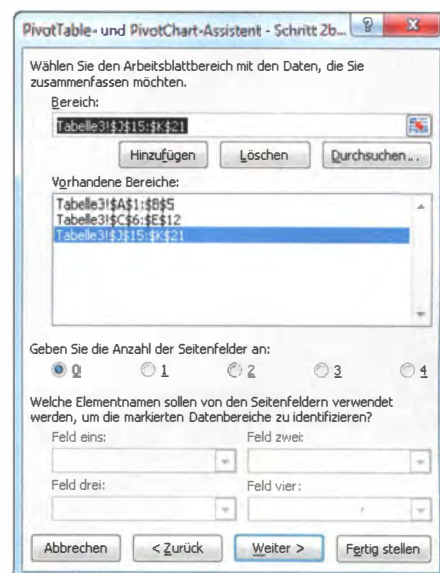 PivotTable- und PivotChart-Assistent - Schritt 2b...
Wählen Sie den Arbeitsblattbereich mit den Daten, die Sie
zusammenfassen möchten.
Bereich:
Tabelle3!$J$15:$K$21
Hinzufügen Löschen Durchsuchen...
Vorhandene Bereiche:
Tabelle3!$A$1:$B$5
Tabelle3!$C$6:$E$12
Tabelle3!$J$15:$K$21
Geben Sie die Anzahl der Seitenfelder an:
0 1 2 3 4
Welche Elementnamen sollen von den Seitenfeldern verwendet
werden, um die markierten Datenbereiche zu identifizieren?
Feld eins: Feld zwei:
Feld drei: Feld vier:
Abbrechen < Zurück Weiter > Fertig stellen